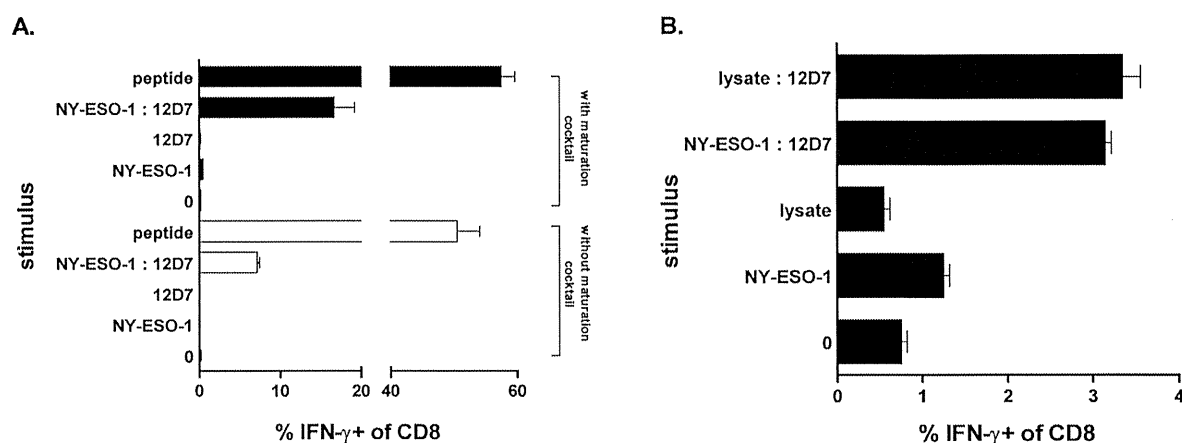 A.
stimulus
peptide
NY-ESO-1 : 12D7
12D7
NY-ESO-1
0
with maturation
cocktail
peptide
NY-ESO-1 : 12D7
12D7
NY-ESO-1
0
without maturation
cocktail
0 10 20 40 60
% IFN-γ+ of CD8
B.
stimulus
lysate : 12D7
NY-ESO-1 : 12D7
lysate
NY-ESO-1
0
0 1 2 3 4
% IFN-γ+ of CD8